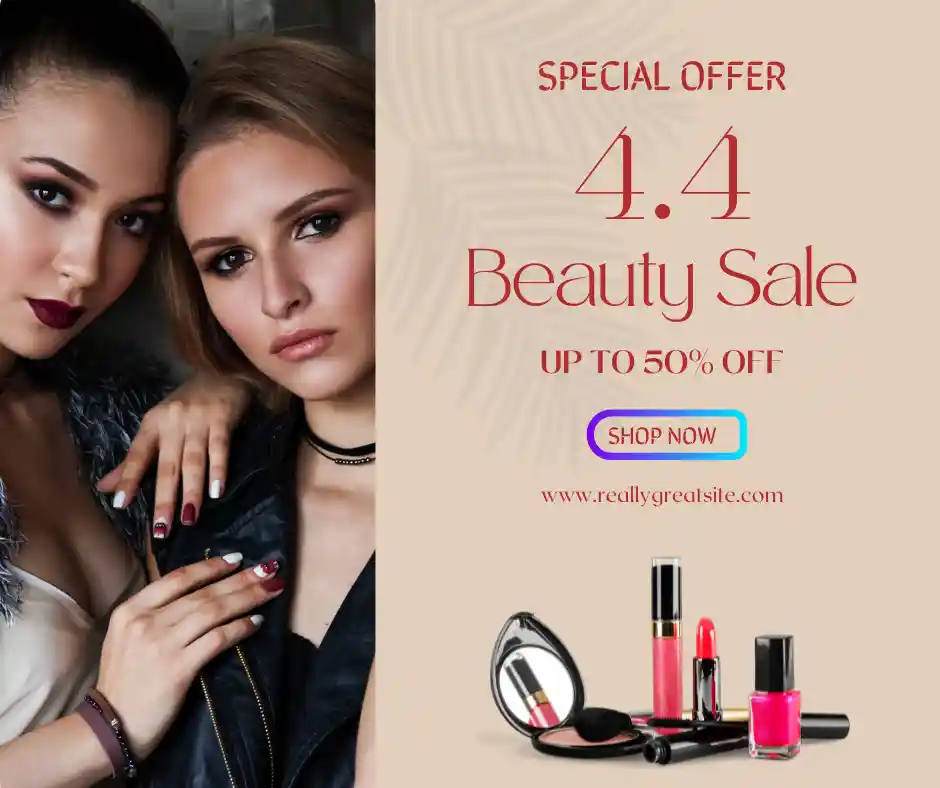 SPECIAL OFFER
4.4
Beauty Sale
UP TO 50% OFF
SHOP NOW
www.reallygreatsite.com